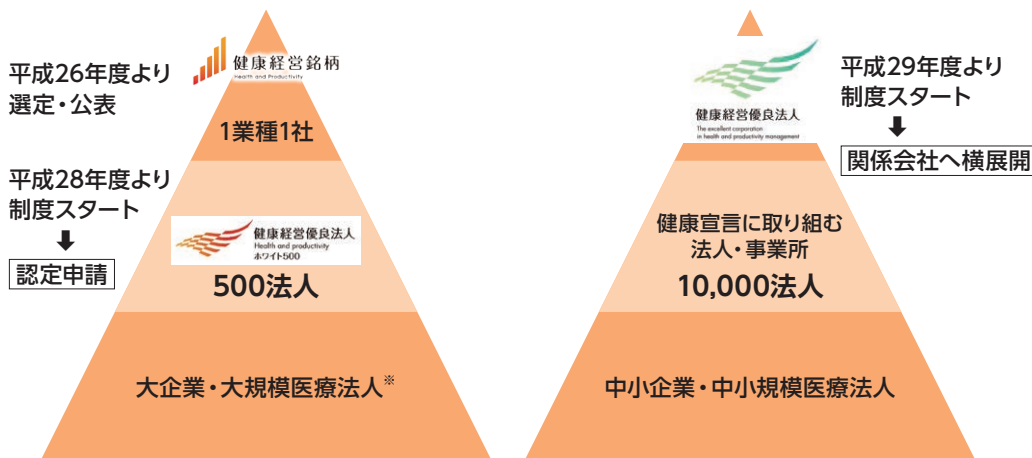 平成26年度より
選定・公表
健康経営銘柄
Health and Productivity
1業種1社
平成28年度より
制度スタート
認定申請
健康経営優良法人
Health and productivity
ホワイト500
500法人
大企業・大規模医療法人※
健康経営優良法人
The excellent corporation
in health and productivity management
平成29年度より
制度スタート
関係会社へ横展開
健康宣言に取り組む
法人・事業所
10,000法人
中小企業・中小規模医療法人